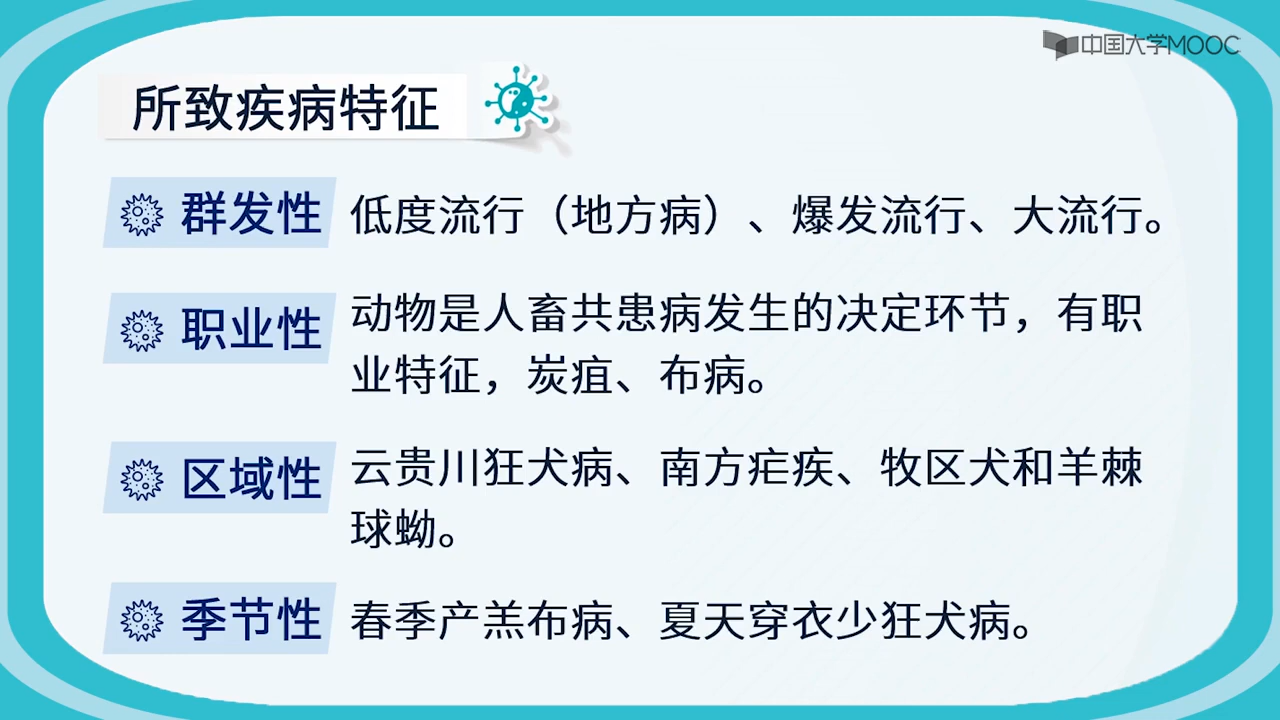 中国大学MOOC
所致疾病特征
群发性 低度流行（地方病）、爆发流行、大流行。
职业性 动物是人畜共患病发生的决定环节，有职
业特征，炭疽、布病。
区域性 云贵川狂犬病、南方疟疾、牧区犬和羊棘
球蚴。
季节性 春季产羔布病、夏天穿衣少狂犬病。